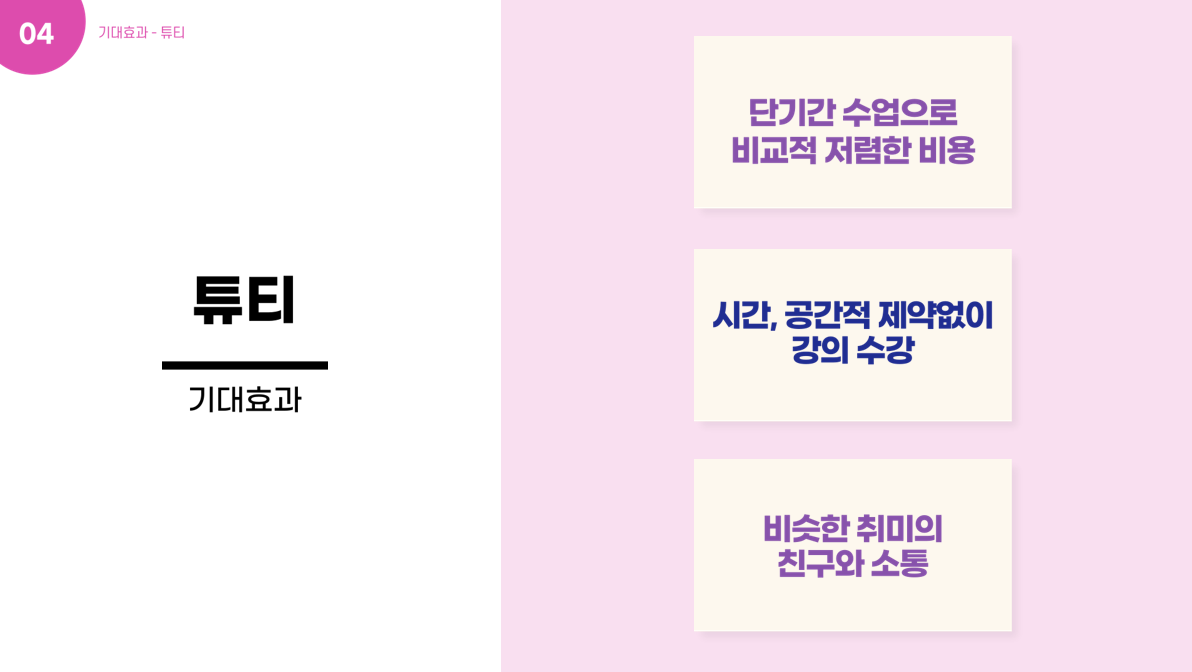 04
기대효과 - 튜티
튜티
기대효과
단기간 수업으로
비교적 저렴한 비용
시간, 공간적 제약없이
강의 수강
비슷한 취미의
친구와 소통